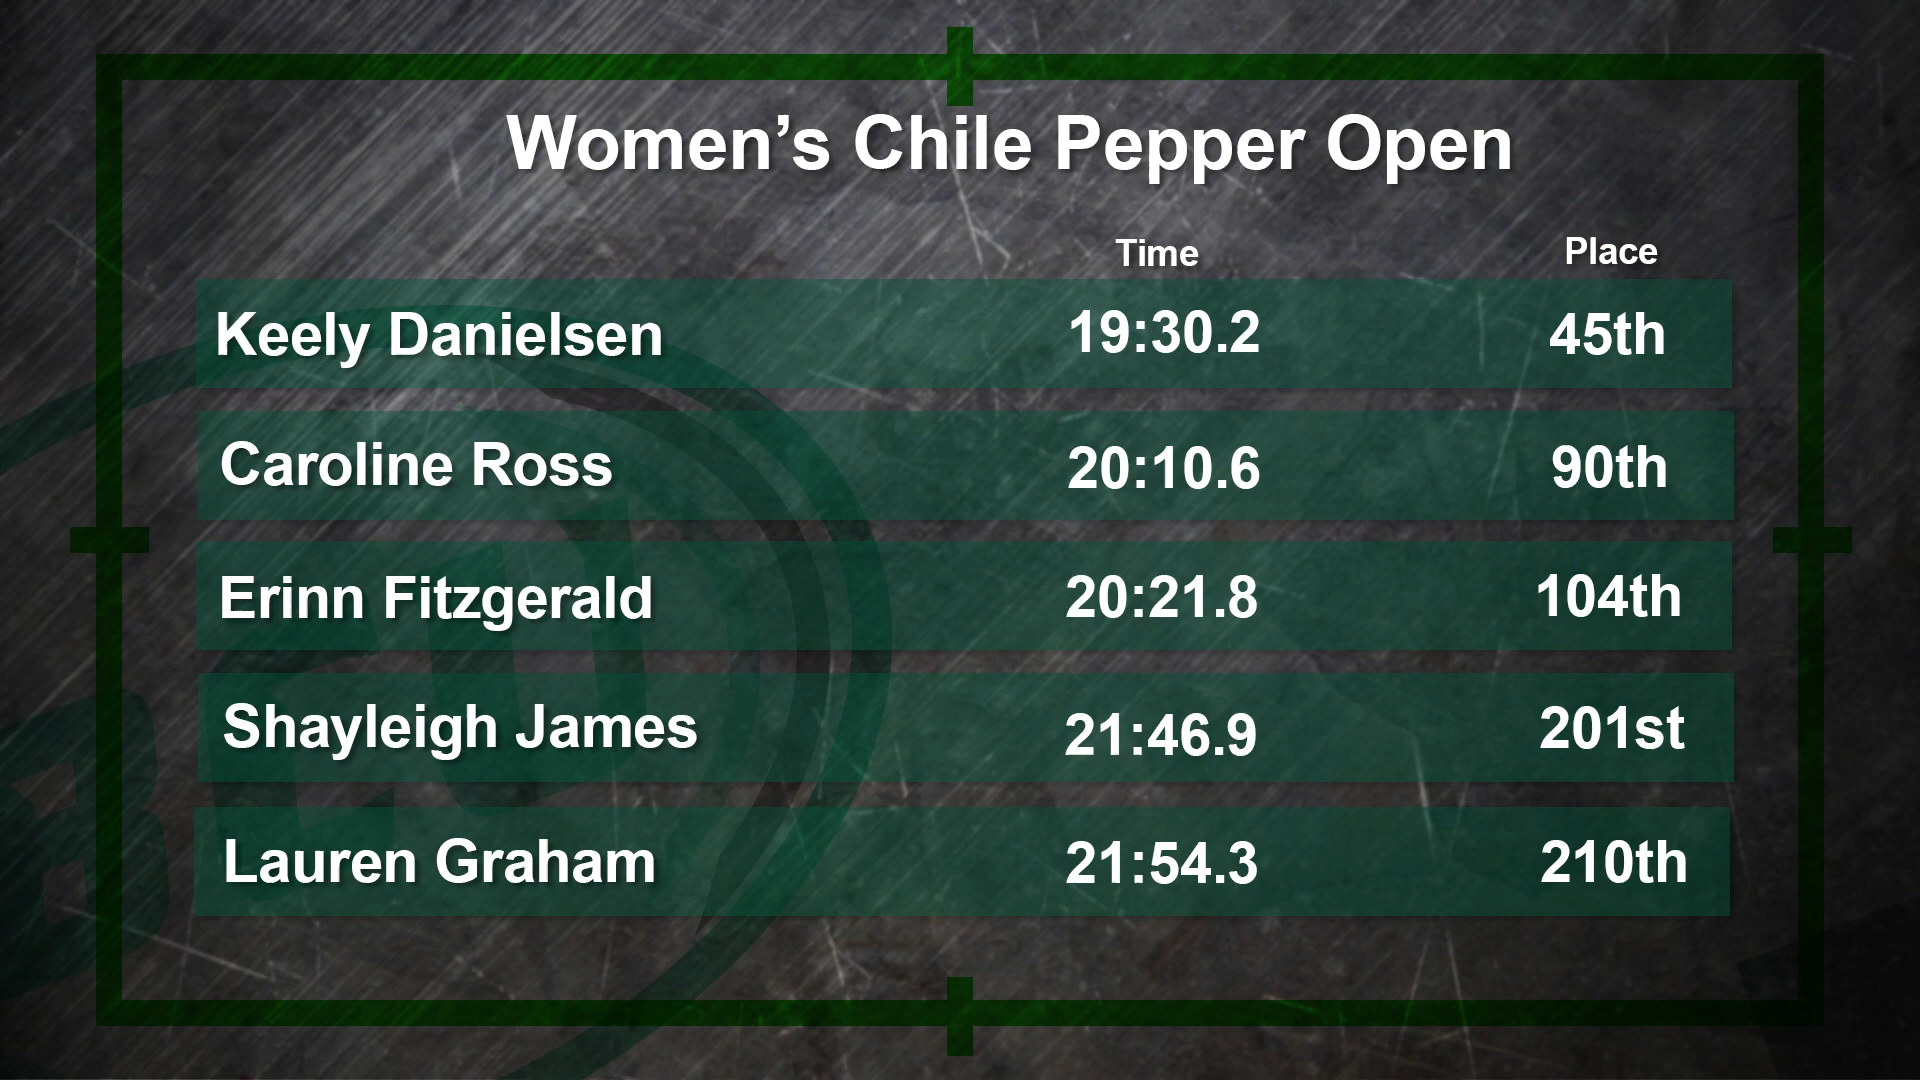 Women's Chile Pepper Open
Time Place
Keely Danielsen 19:30.2 45th
Caroline Ross 20:10.6 90th
Erinn Fitzgerald 20:21.8 104th
Shayleigh James 21:46.9 201st
Lauren Graham 21:54.3 210th